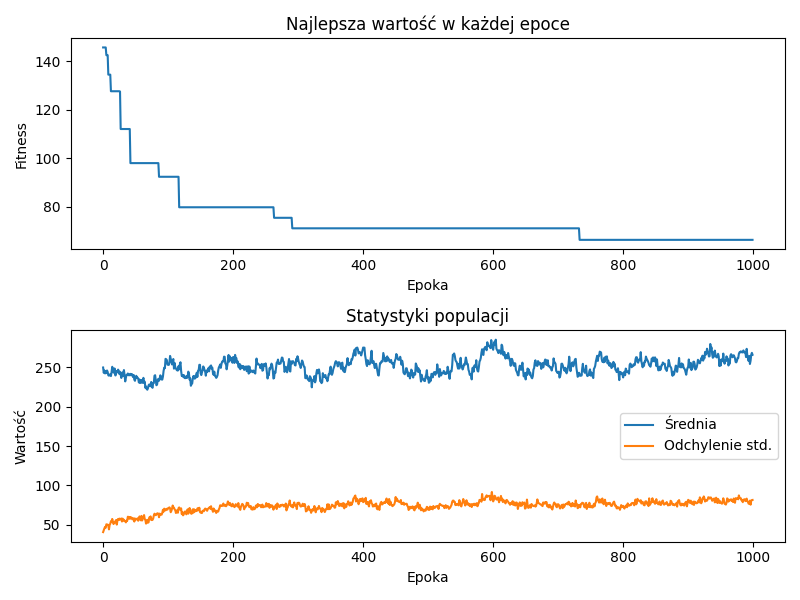 Najlepsza wartość w każdej epoce
140
120
100
80
Fitness
0 200 400 600 800 1000
Epoka
Statystyki populacji
250
200
150
100
50
Wartość
Średnia
Odchylenie std.
0 200 400 600 800 1000
Epoka